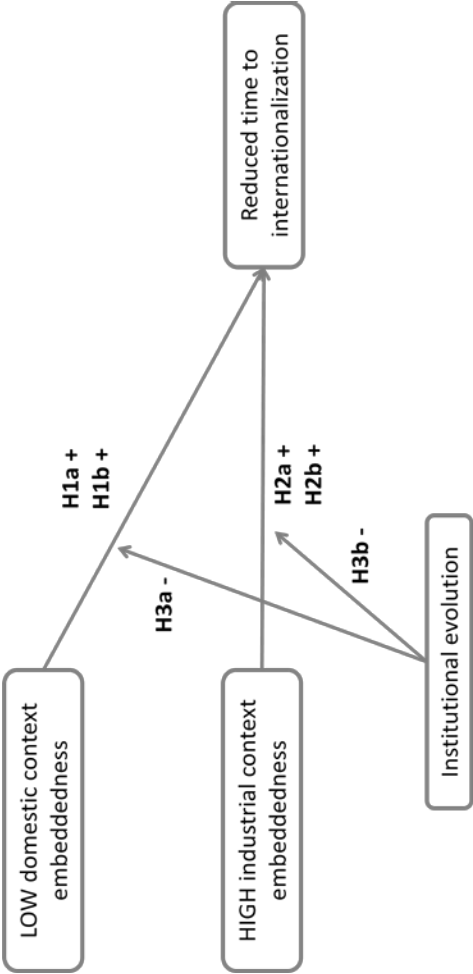 LOW domestic context
embeddedness
H1a +
H1b +
Reduced time to
internationalization
H3a -
HIGH industrial context
embeddedness
H2a +
H2b +
H3b -
Institutional evolution